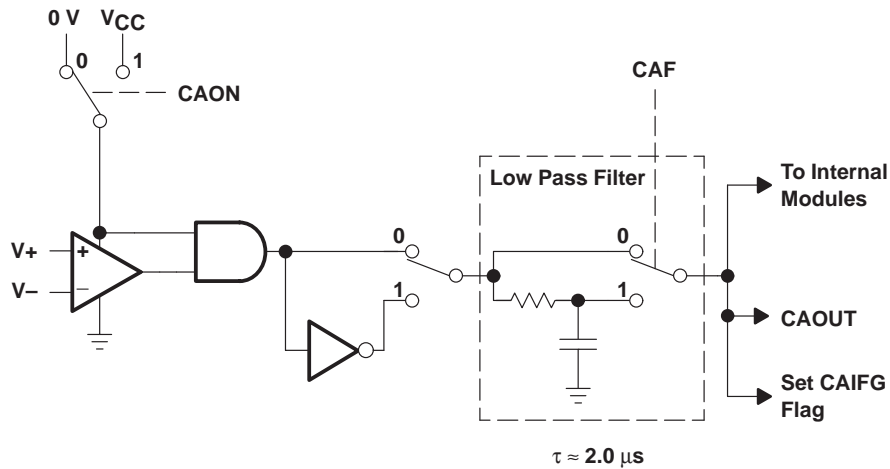 0 V
VCC
0
1
CAON
CAF
Low Pass Filter
To Internal
Modules
V+
+
V−
−
0
1
0
1
CAOUT
Set CAIFG
Flag
τ ≈ 2.0 μs